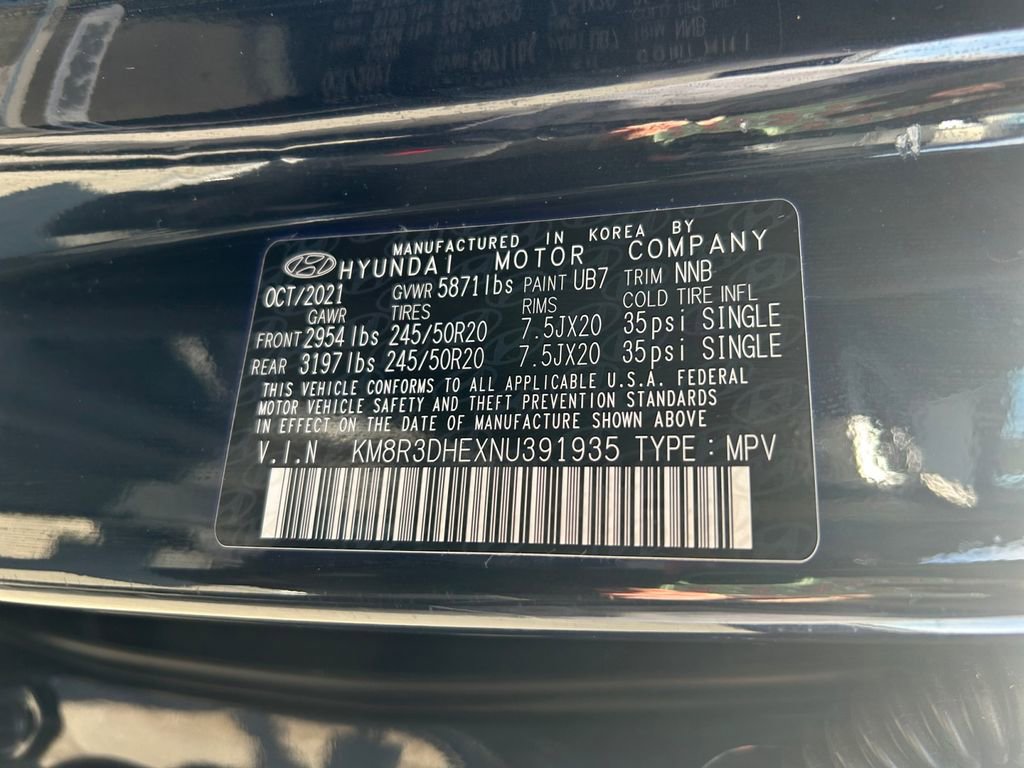 MANUFACTURED IN KOREA BY
HYUNDAI MOTOR COMPANY
OCT/2021 GVWR 5871lbs PAINT UB7 TRIM NNB
GAWR TIRES RIMS COLD TIRE INFL
FRONT 2954lbs 245/50R20 7.5JX20 35psi SINGLE
REAR 3197lbs 245/50R20 7.5JX20 35psi SINGLE
THIS VEHICLE CONFORMS TO ALL APPLICABLE U.S.A. FEDERAL
MOTOR VEHICLE SAFETY AND THEFT PREVENTION STANDARDS
IN EFFECT ON THE DATE OF MANUFACTURE SHOWN ABOVE
V.I.N KM8R3DHEXNU391935 TYPE : MPV